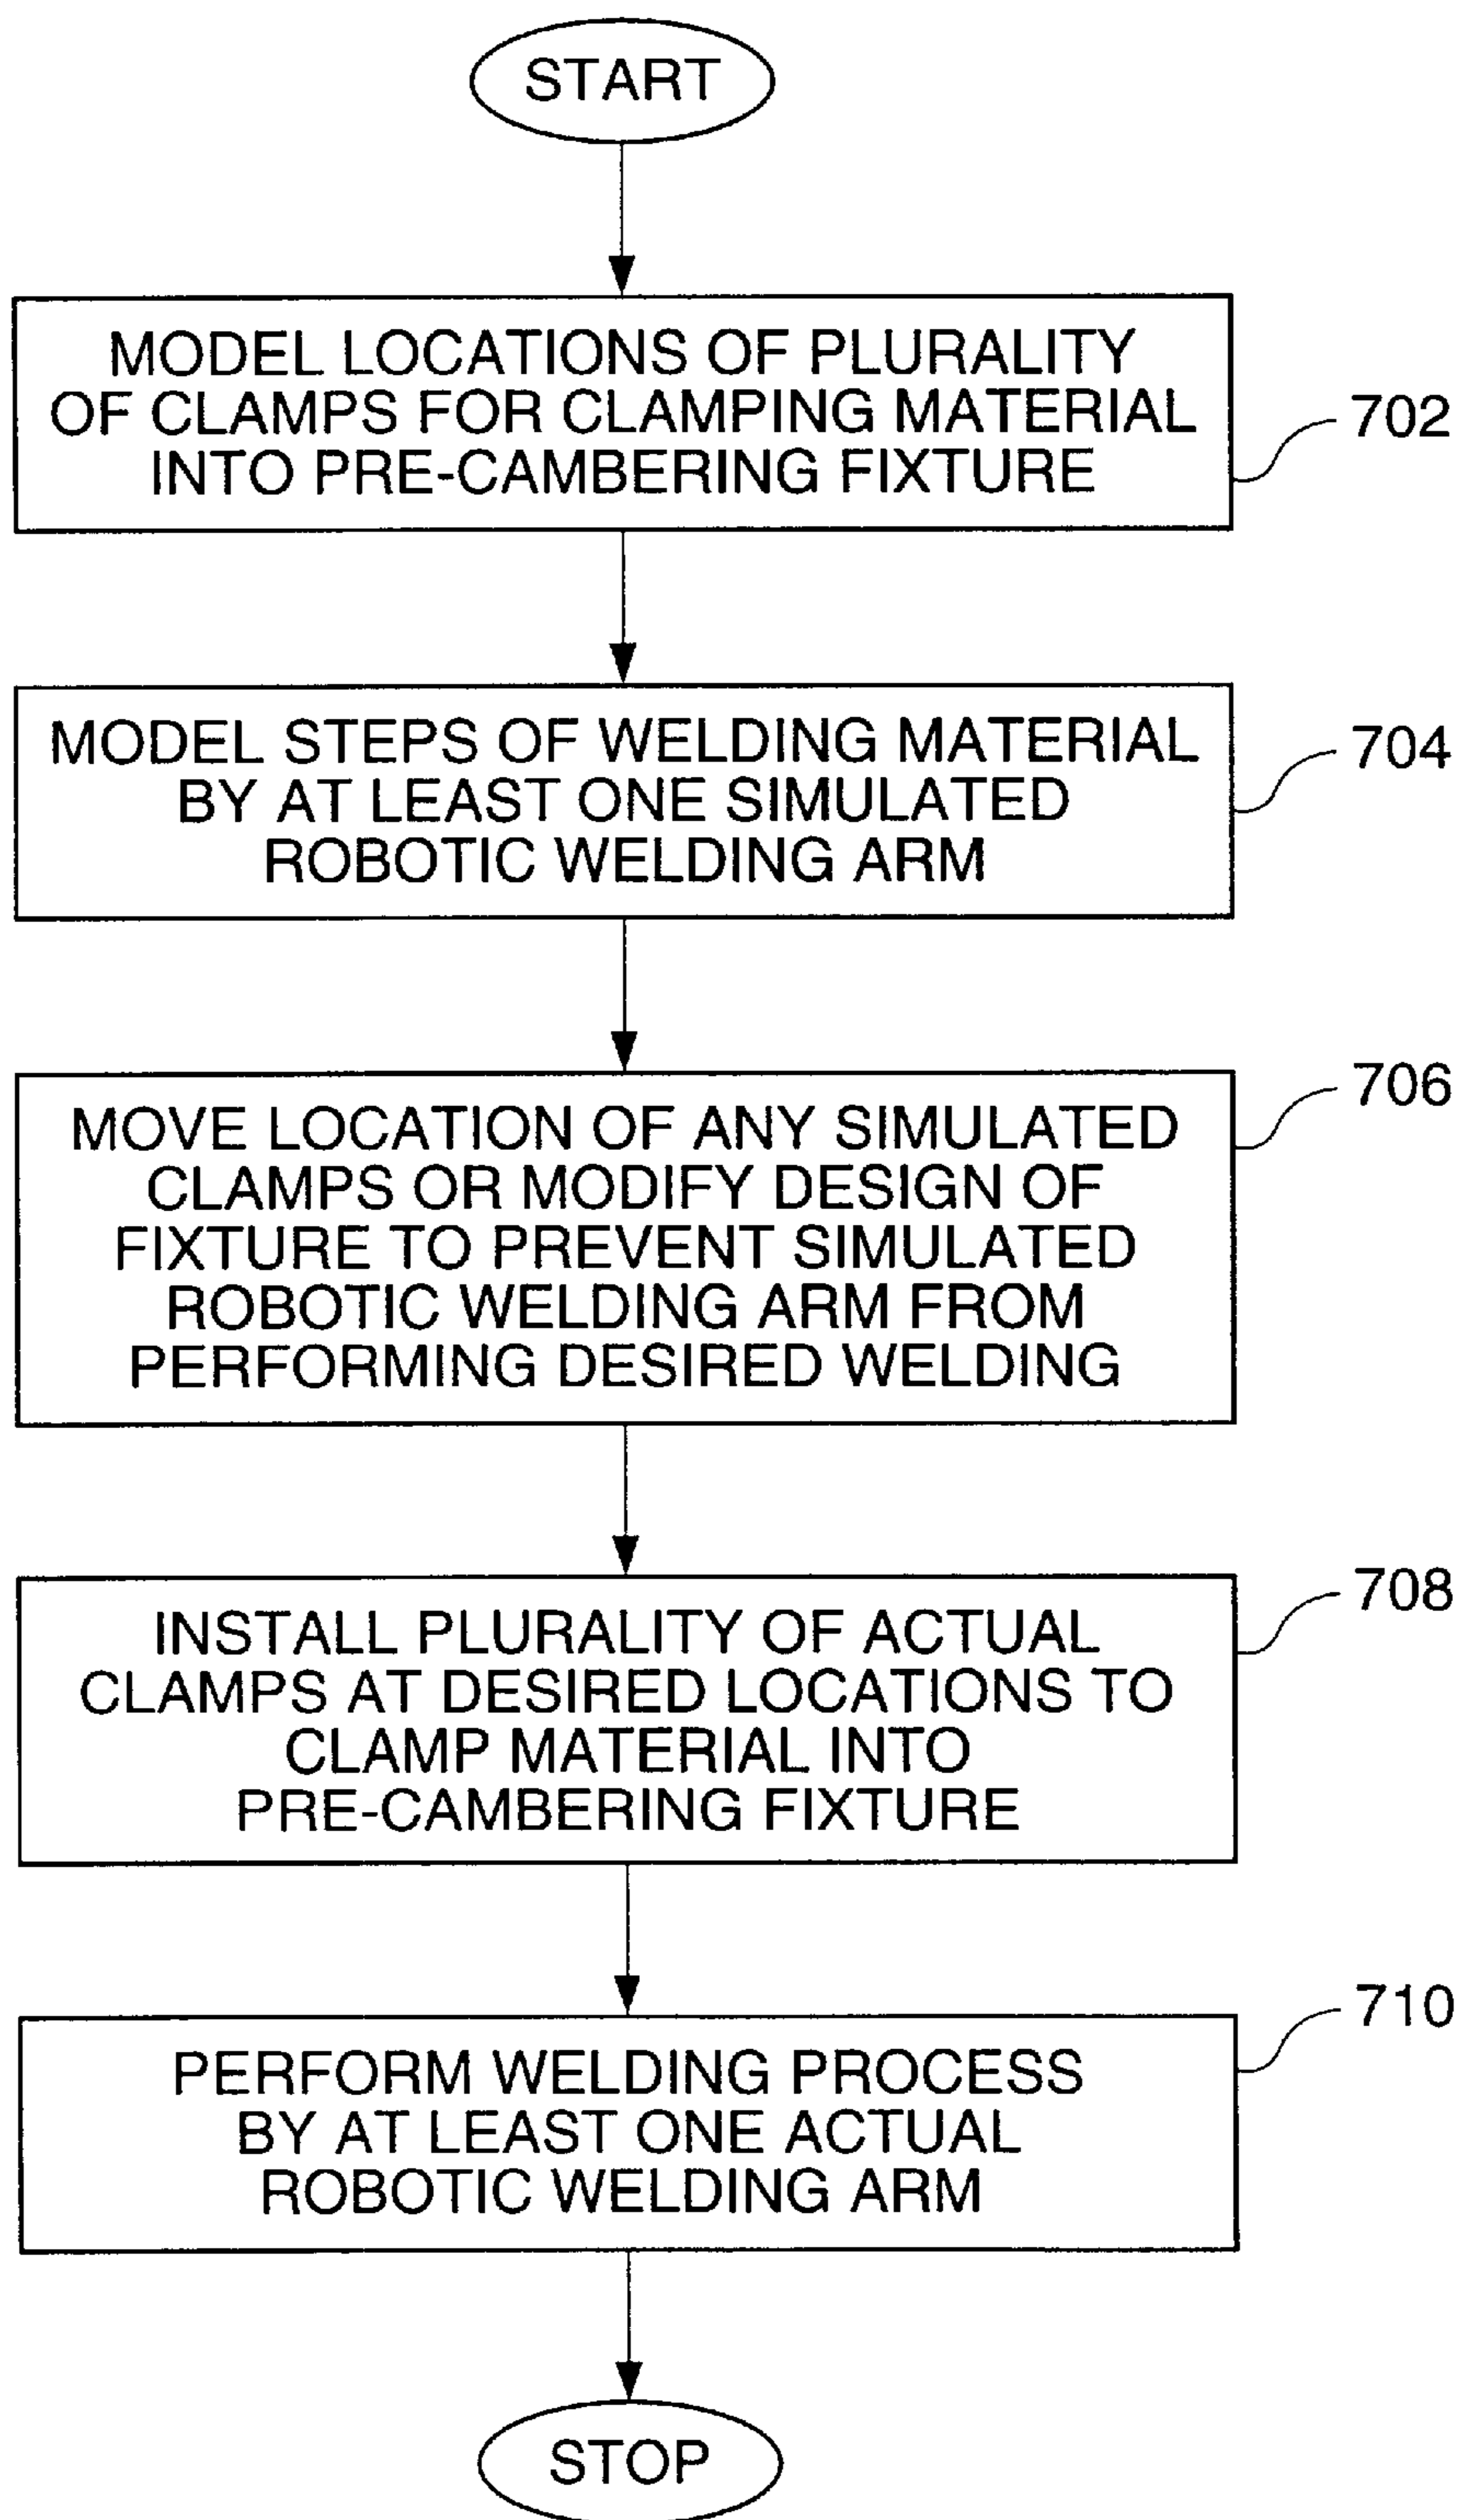 START
MODEL LOCATIONS OF PLURALITY
OF CLAMPS FOR CLAMPING MATERIAL
INTO PRE-CAMBERING FIXTURE
702
MODEL STEPS OF WELDING MATERIAL
BY AT LEAST ONE SIMULATED
ROBOTIC WELDING ARM
704
MOVE LOCATION OF ANY SIMULATED
CLAMPS OR MODIFY DESIGN OF
FIXTURE TO PREVENT SIMULATED
ROBOTIC WELDING ARM FROM
PERFORMING DESIRED WELDING
706
INSTALL PLURALITY OF ACTUAL
CLAMPS AT DESIRED LOCATIONS TO
CLAMP MATERIAL INTO
PRE-CAMBERING FIXTURE
708
PERFORM WELDING PROCESS
BY AT LEAST ONE ACTUAL
ROBOTIC WELDING ARM
710
STOP